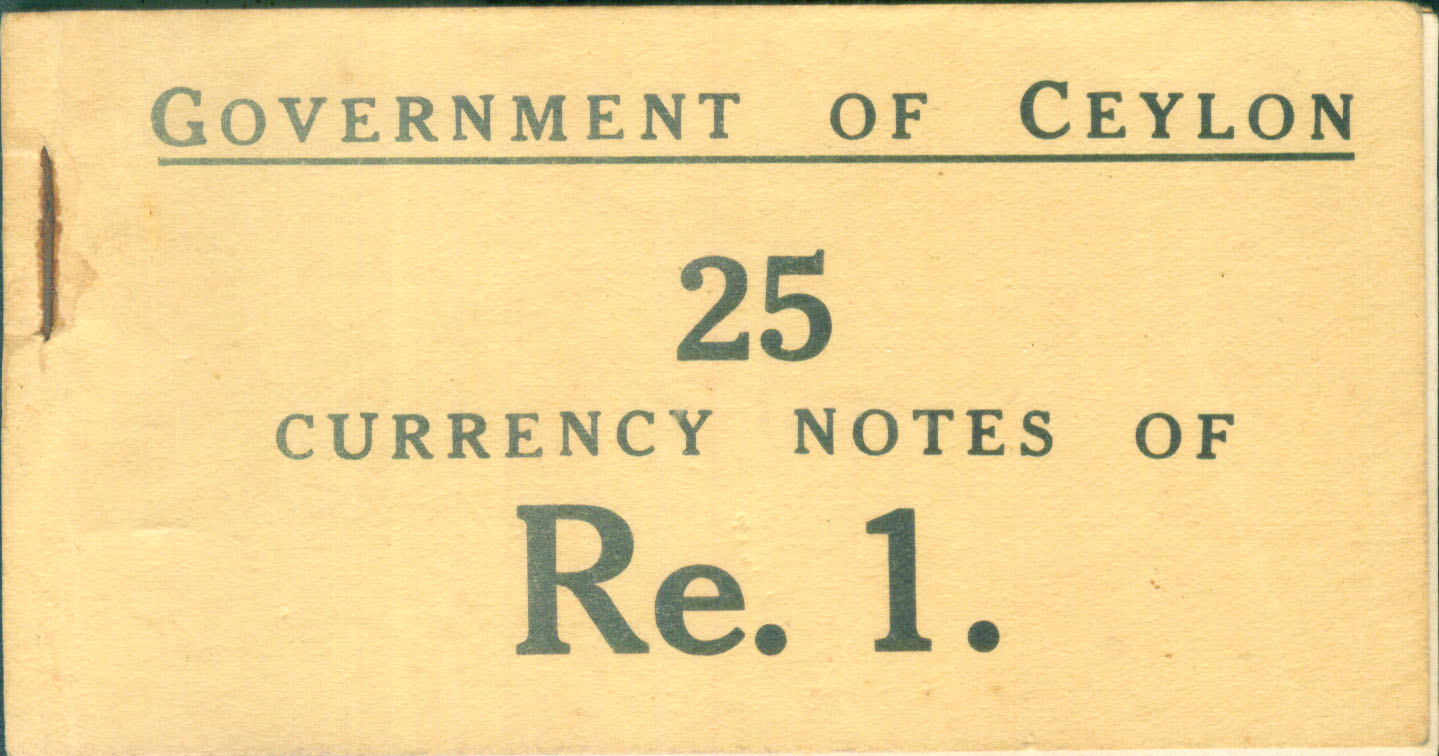 GOVERNMENT OF CEYLON
25
CURRENCY NOTES OF
Re. 1.